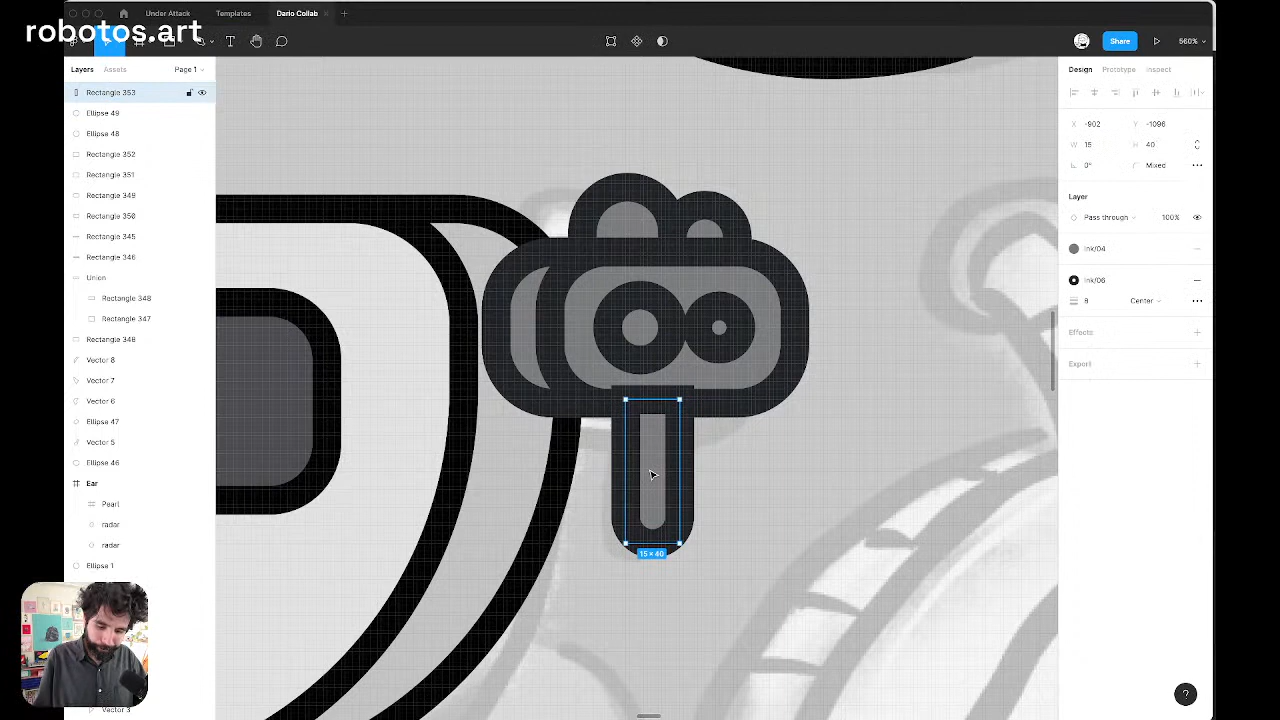 robotos.art
Under Attack
Templates
Dario Collab
Share
560%
Layers
Assets
Page 1
Design
Prototype
Inspect
Rectangle 353
Ellipse 49
Ellipse 48
Rectangle 352
Rectangle 351
Rectangle 349
Rectangle 350
Rectangle 345
Rectangle 346
Union
Rectangle 348
Rectangle 347
Rectangle 348
Vector 8
Vector 7
Vector 6
Ellipse 47
Vector 5
Ellipse 46
Ear
Pearl
radar
radar
Ellipse 1
Vector 3
X -902
Y -1096
W 15
H 40
0°
Mixed
Layer
Pass through
100%
Ink/04
Ink/06
8
Center
Effects
Export
15 × 40
?